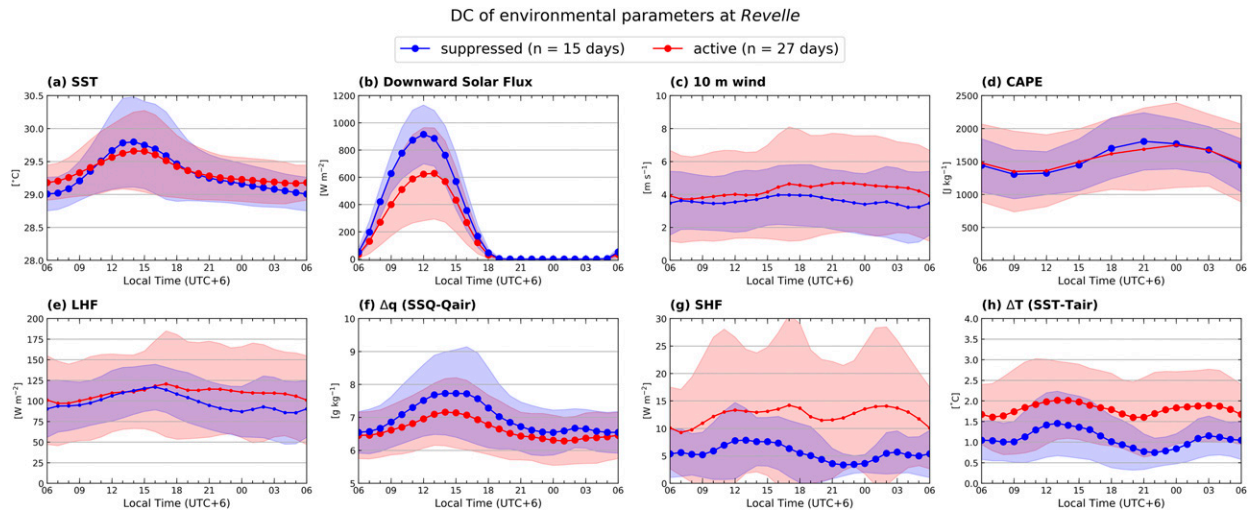 DC of environmental parameters at Revelle
suppressed (n = 15 days) active (n = 27 days)
(a) SST (b) Downward Solar Flux (c) 10 m wind (d) CAPE
30.5
30.0
29.5
29.0
28.5
28.0
[°C]
06 09 12 15 18 21 00 03 06
Local Time (UTC+6)
1200
1000
800
600
400
200
0
[W m⁻²]
06 09 12 15 18 21 00 03 06
Local Time (UTC+6)
10
8
6
4
2
0
[m s⁻¹]
06 09 12 15 18 21 00 03 06
Local Time (UTC+6)
2500
2000
1500
1000
500
0
[J kg⁻¹]
06 09 12 15 18 21 00 03 06
Local Time (UTC+6)
(e) LHF (f) Δq (SSQ-Qair) (g) SHF (h) ΔT (SST-Tair)
200
175
150
125
100
75
50
25
0
[W m⁻²]
06 09 12 15 18 21 00 03 06
Local Time (UTC+6)
10
9
8
7
6
5
[g kg⁻¹]
06 09 12 15 18 21 00 03 06
Local Time (UTC+6)
30
25
20
15
10
5
0
[W m⁻²]
06 09 12 15 18 21 00 03 06
Local Time (UTC+6)
4.0
3.5
3.0
2.5
2.0
1.5
1.0
0.5
0.0
[°C]
06 09 12 15 18 21 00 03 06
Local Time (UTC+6)